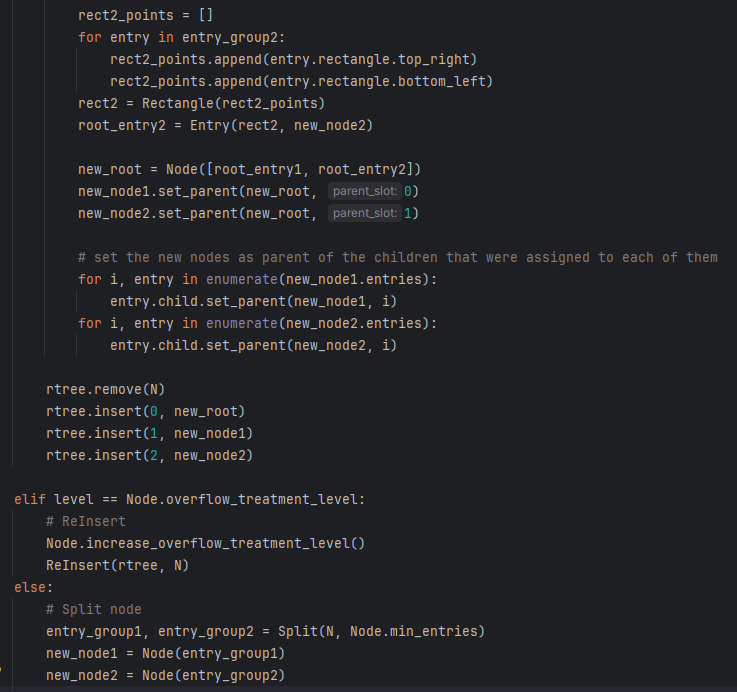 rect2_points = []
for entry in entry_group2:
rect2_points.append(entry.rectangle.top_right)
rect2_points.append(entry.rectangle.bottom_left)
rect2 = Rectangle(rect2_points)
root_entry2 = Entry(rect2, new_node2)
new_root = Node([root_entry1, root_entry2])
new_node1.set_parent(new_root, parent_slot: 0)
new_node2.set_parent(new_root, parent_slot: 1)
# set the new nodes as parent of the children that were assigned to each of them
for i, entry in enumerate(new_node1.entries):
entry.child.set_parent(new_node1, i)
for i, entry in enumerate(new_node2.entries):
entry.child.set_parent(new_node2, i)
rtree.remove(N)
rtree.insert(0, new_root)
rtree.insert(1, new_node1)
rtree.insert(2, new_node2)
elif level == Node.overflow_treatment_level:
# ReInsert
Node.increase_overflow_treatment_level()
ReInsert(rtree, N)
else:
# Split node
entry_group1, entry_group2 = Split(N, Node.min_entries)
new_node1 = Node(entry_group1)
new_node2 = Node(entry_group2)